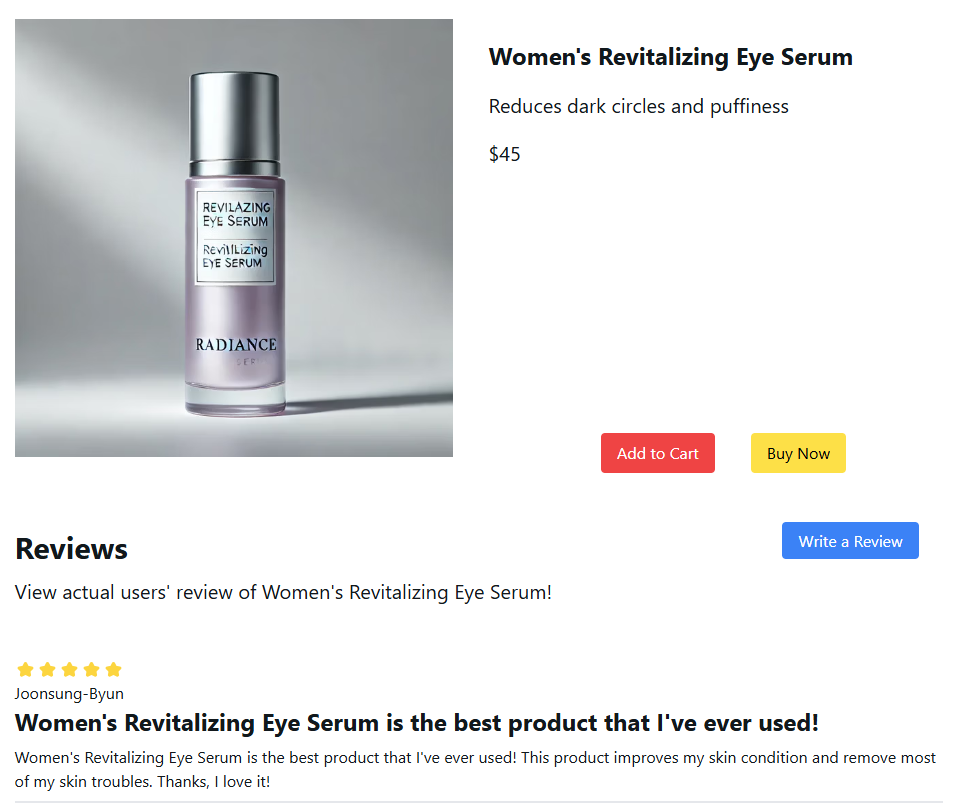 Women's Revitalizing Eye Serum
Reduces dark circles and puffiness
$45
REVILAZING
EYE SERUM
RevitlLizing
EYE SERUM
RADIANCE
Add to Cart
Buy Now
Reviews
Write a Review
View actual users' review of Women's Revitalizing Eye Serum!
Joonsung-Byun
Women's Revitalizing Eye Serum is the best product that I've ever used!
Women's Revitalizing Eye Serum is the best product that I've ever used! This product improves my skin condition and remove most
of my skin troubles. Thanks, I love it!